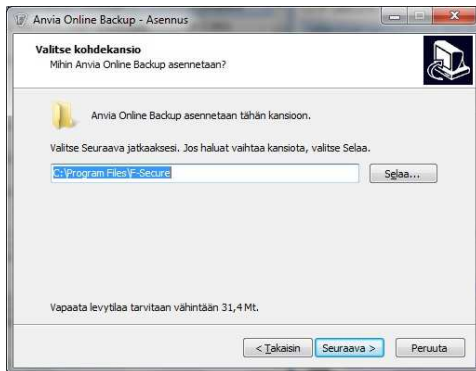 Anvia Online Backup - Asennus
Valitse kohdekansio
Mihin Anvia Online Backup asennetaan?
Anvia Online Backup asennetaan tähän kansioon.
Valitse Seuraava jatkaaksesi. Jos haluat vaihtaa kansiota, valitse Selaa.
C:\Program Files\F-Secure
Selaa...
Vapaata levytilaa tarvitaan vähintään 31,4 Mt.
< Takaisin
Seuraava >
Peruuta